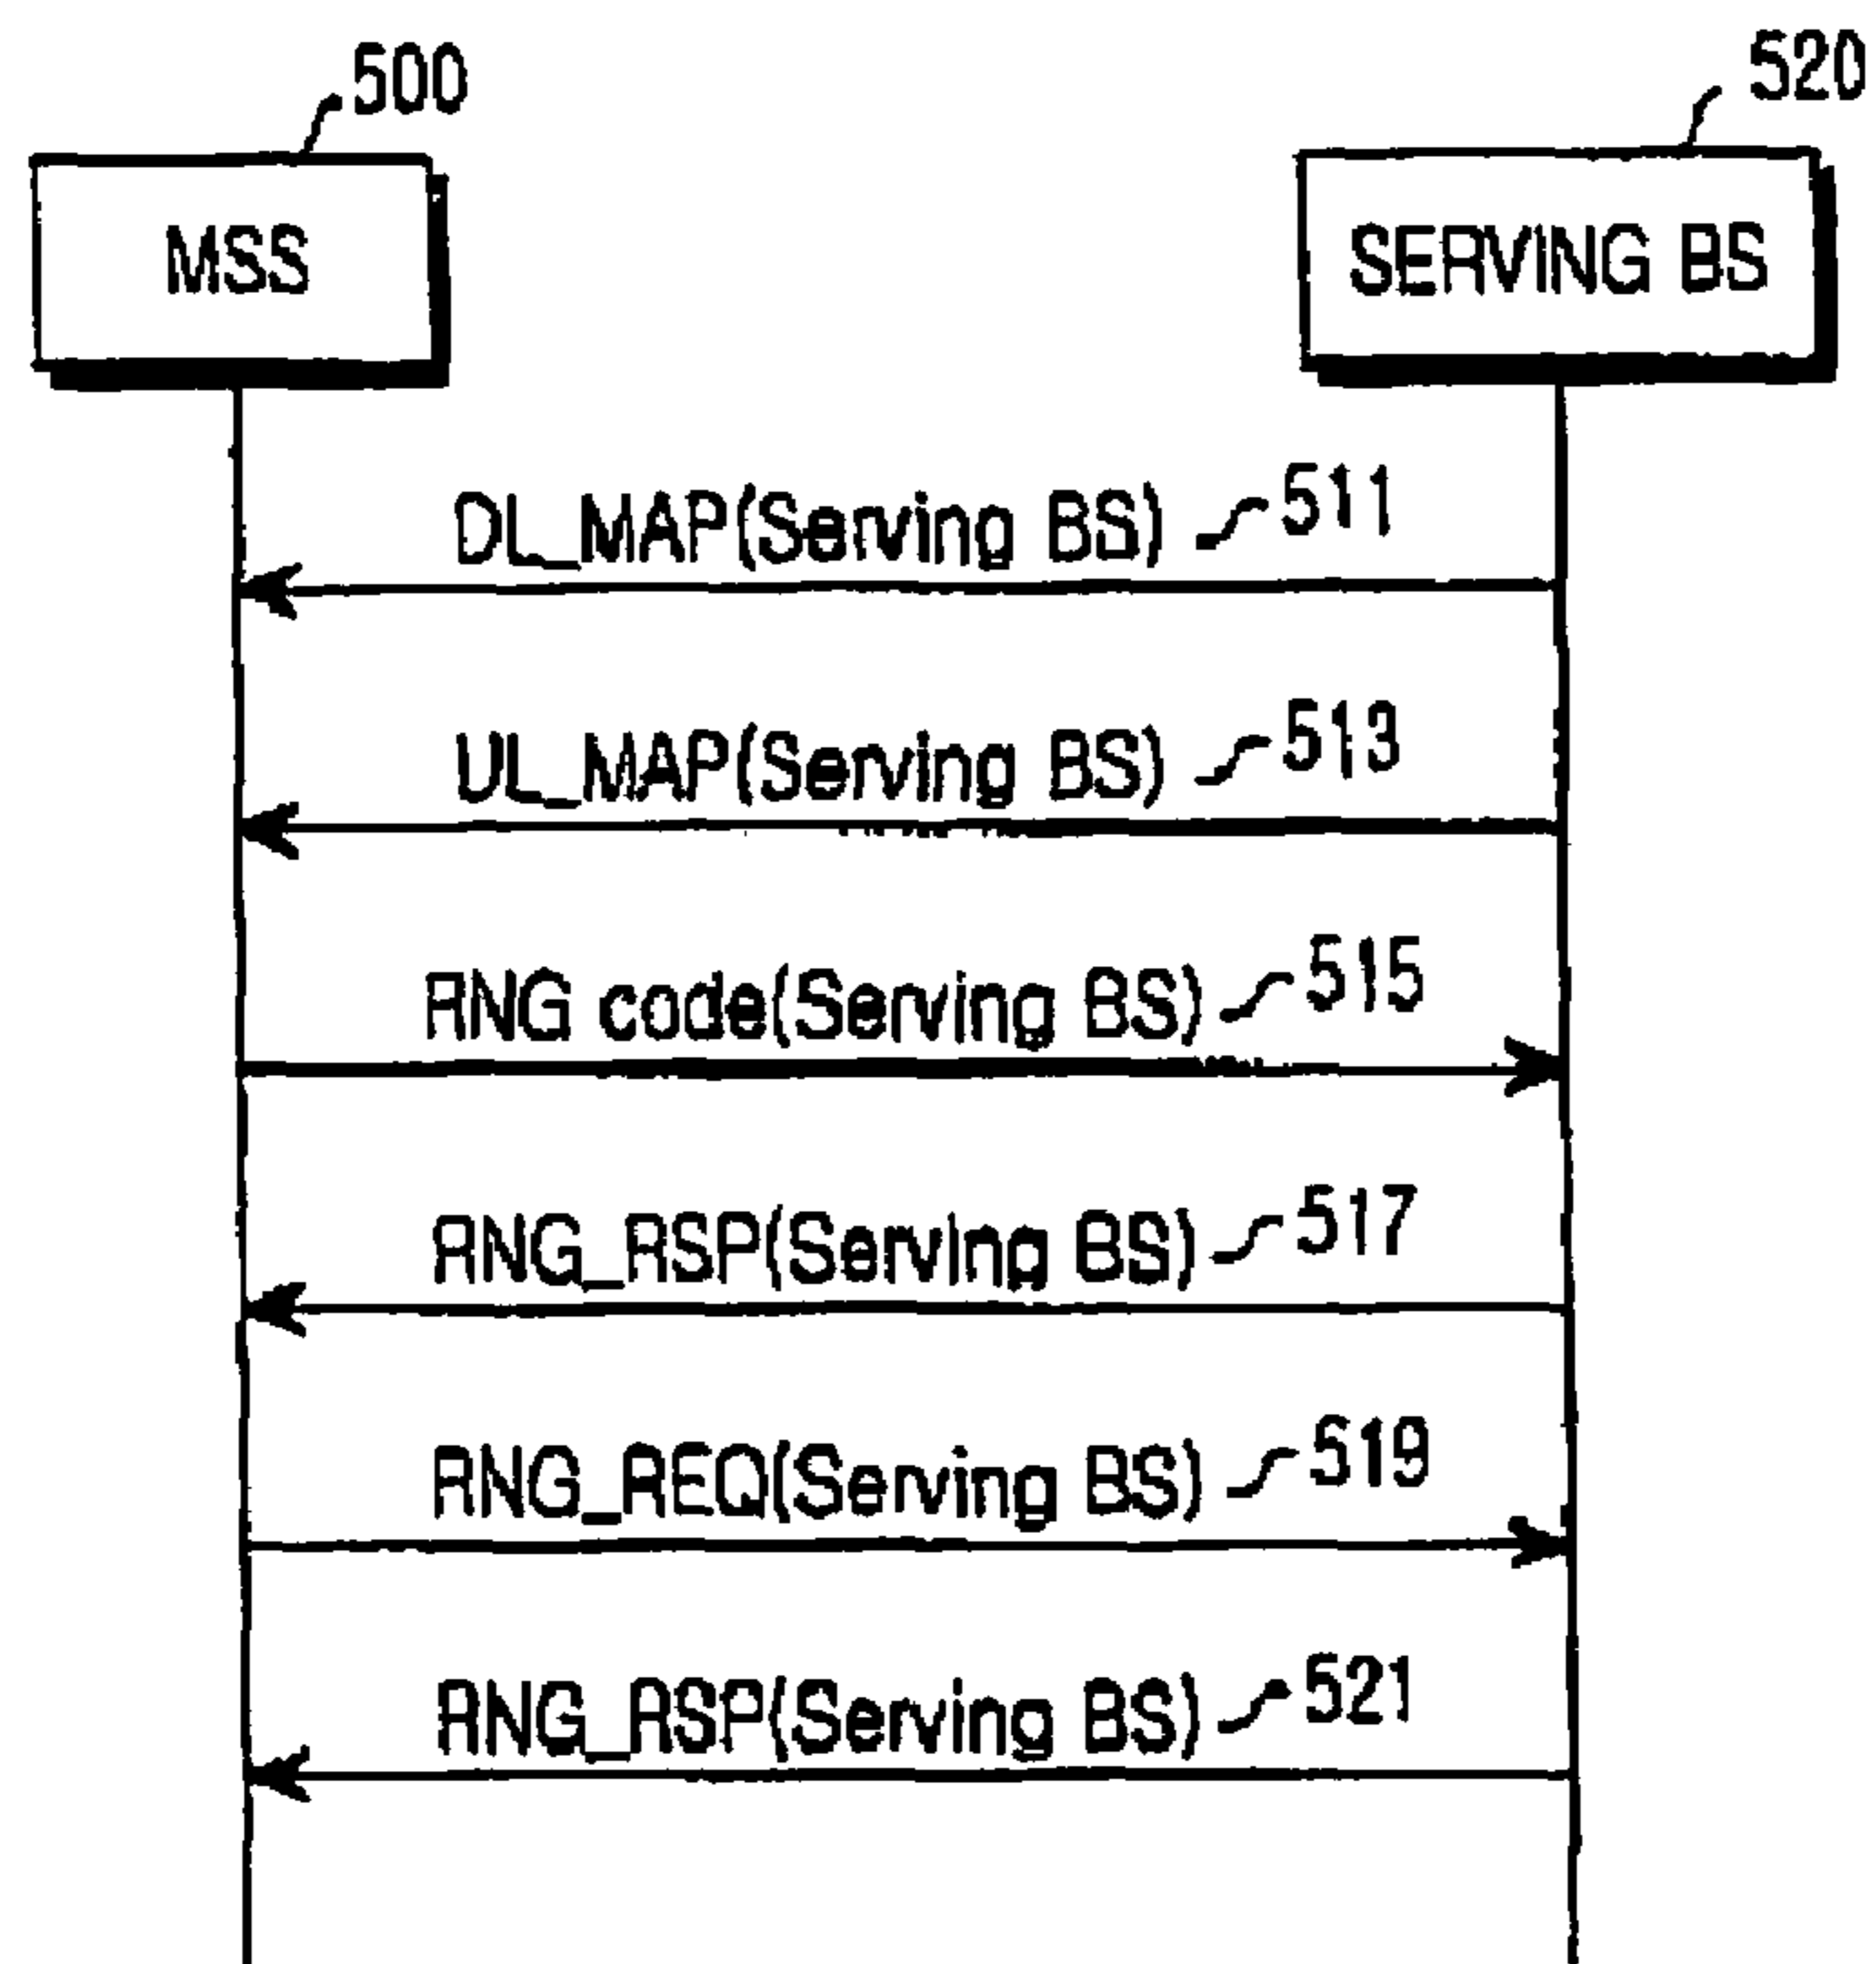 500
520
MSS
SERVING BS
DL_MAP(Serving BS) 511
UL_MAP(Serving BS) 513
RNG code(Serving BS) 515
RNG_RSP(Serving BS) 517
RNG_REQ(Serving BS) 519
RNG_RSP(Serving BS) 521